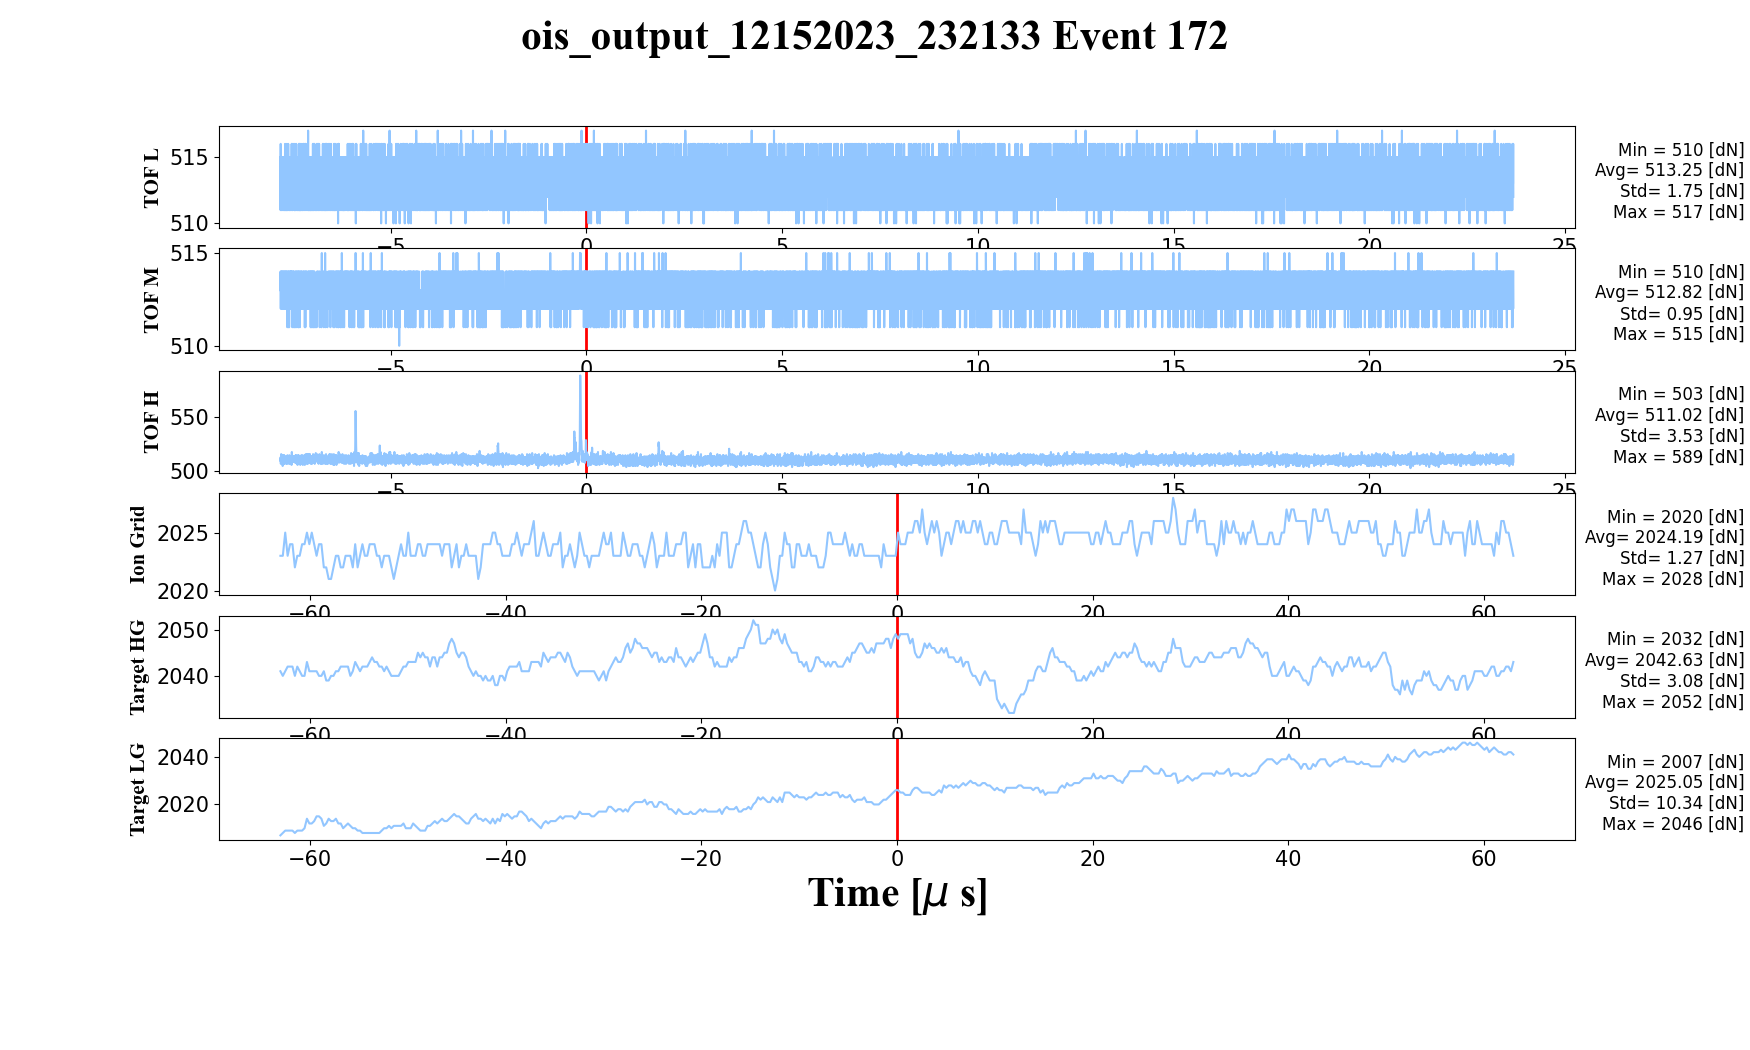 ois_output_12152023_232133 Event 172
TOF L
515
510
−5 0 5 10 15 20 25
Min = 510 [dN]
Avg= 513.25 [dN]
Std= 1.75 [dN]
Max = 517 [dN]
TOF M
515
510
−5 0 5 10 15 20 25
Min = 510 [dN]
Avg= 512.82 [dN]
Std= 0.95 [dN]
Max = 515 [dN]
TOF H
550
500
−5 0 5 10 15 20 25
Min = 503 [dN]
Avg= 511.02 [dN]
Std= 3.53 [dN]
Max = 589 [dN]
Ion Grid
2025
2020
−60 −40 −20 0 20 40 60
Min = 2020 [dN]
Avg= 2024.19 [dN]
Std= 1.27 [dN]
Max = 2028 [dN]
Target HG
2050
2040
−60 −40 −20 0 20 40 60
Min = 2032 [dN]
Avg= 2042.63 [dN]
Std= 3.08 [dN]
Max = 2052 [dN]
Target LG
2040
2020
−60 −40 −20 0 20 40 60
Min = 2007 [dN]
Avg= 2025.05 [dN]
Std= 10.34 [dN]
Max = 2046 [dN]
Time [μ s]